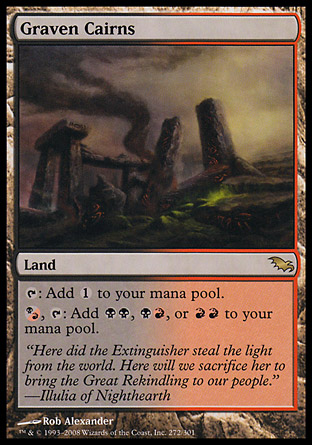 Graven Cairns
Land
: Add 1 to your mana pool.
, : Add , , or to your
mana pool.
"Here did the Extinguisher steal the light
from the world. Here will we sacrifice her to
bring the Great Rekindling to our people."
—Illulia of Nighthearth
Rob Alexander
™ & © 1993–2008 Wizards of the Coast, Inc. 272/301